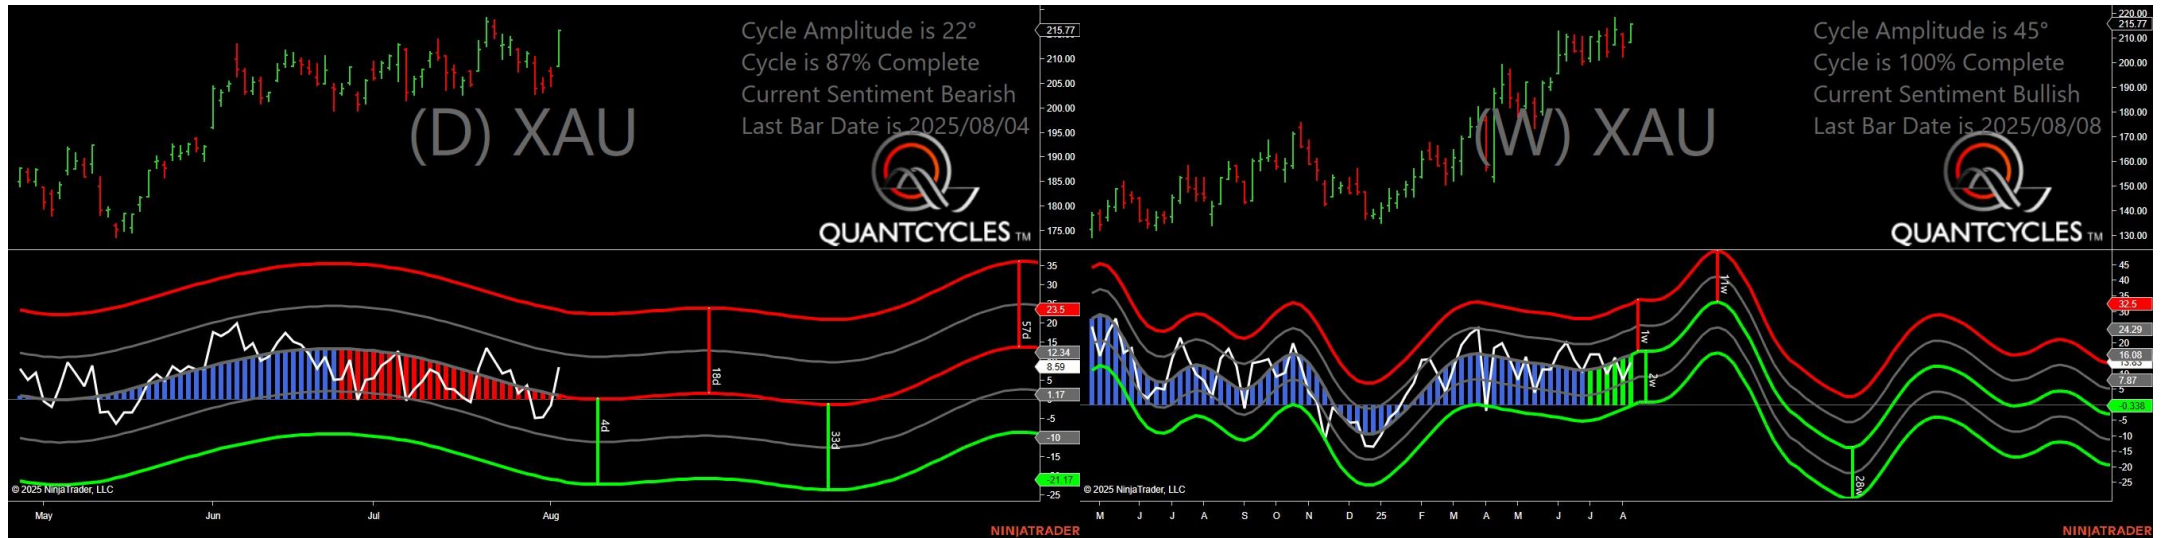 Cycle Amplitude is 22°
Cycle is 87% Complete
Current Sentiment Bearish
Last Bar Date is 2025/08/04
(D) XAU
QUANTCYCLES TM
215.77
210.00
205.00
200.00
195.00
190.00
185.00
180.00
175.00
35
30
23.5
20
15
12.34
8.59
5
1.17
-5
-10
-15
-21.17
-25
4d
18d
33d
57d
© 2025 NinjaTrader, LLC
May
Jun
Jul
Aug
NINJATRADER
Cycle Amplitude is 45°
Cycle is 100% Complete
Current Sentiment Bullish
Last Bar Date is 2025/08/08
(W) XAU
QUANTCYCLES TM
220.00
215.77
210.00
200.00
190.00
180.00
170.00
160.00
150.00
140.00
130.00
45
40
32.5
30
24.29
20
16.08
7.87
5
-0.338
-5
-10
-15
-20
-25
1w
2w
11w
28w
© 2025 NinjaTrader, LLC
M J J A S O N D 25 F M A M J J A
NINJATRADER